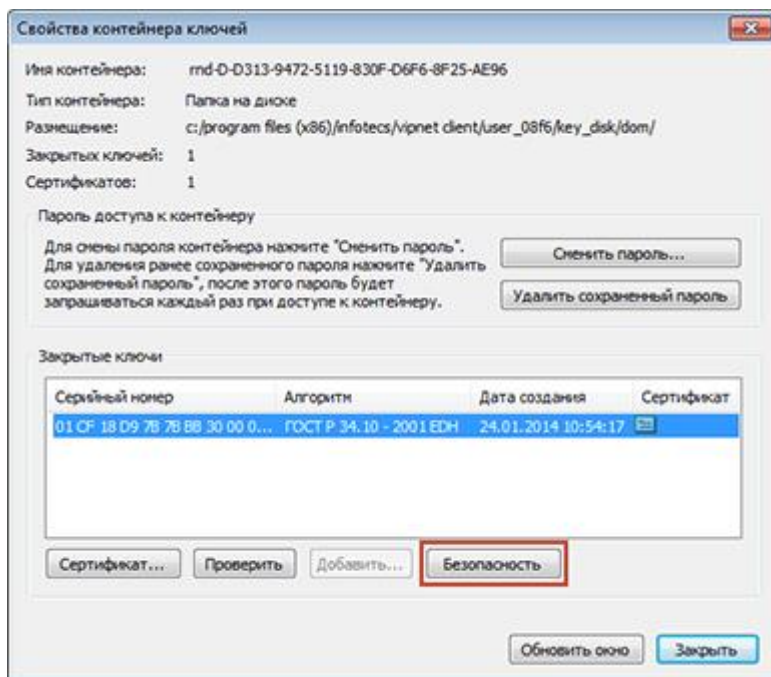 Свойства контейнера ключей
Имя контейнера: rnd-D-D313-9472-5119-830F-D6F6-8F25-AE96
Тип контейнера: Папка на диске
Размещение: c:/program files (x86)/infotecs/vipnet client/user_08f6/key_disk/dom/
Закрытых ключей: 1
Сертификатов: 1
Пароль доступа к контейнеру
Для смены пароля контейнера нажмите "Сменить пароль".
Для удаления ранее сохраненного пароля нажмите "Удалить
сохраненный пароль", после этого пароль будет
запрашиваться каждый раз при доступе к контейнеру.
Сменить пароль...
Удалить сохраненный пароль
Закрытые ключи
Серийный номер Алгоритм Дата создания Сертификат
01 CF 18 D9 7B 7B BB 30 00 0... ГОСТ Р 34.10 - 2001 EDH 24.01.2014 10:54:17
Сертификат... Проверить Добавить... Безопасность
Обновить окно Закрыть